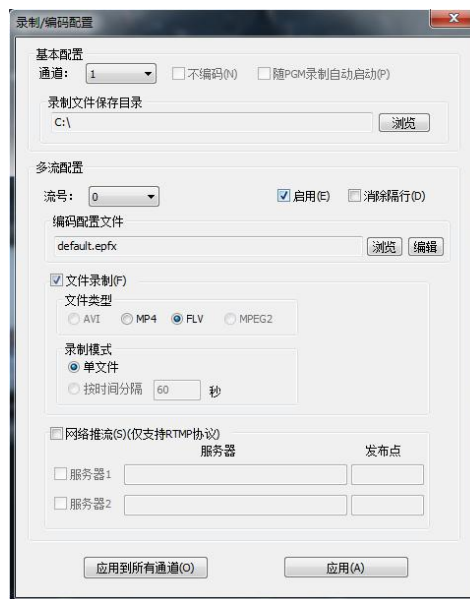 录制/编码配置
基本配置
通道： 1 不编码(N) 随PGM录制自动启动(P)
录制文件保存目录
C:\ 浏览
多流配置
流号： 0 启用(E) 消除隔行(D)
编码配置文件
default.epfx 浏览 编辑
文件录制(F)
文件类型
AVI MP4 FLV MPEG2
录制模式
单文件
按时间分隔 60 秒
网络推流(S)(仅支持RTMP协议)
服务器 发布点
服务器1
服务器2
应用到所有通道(O) 应用(A)